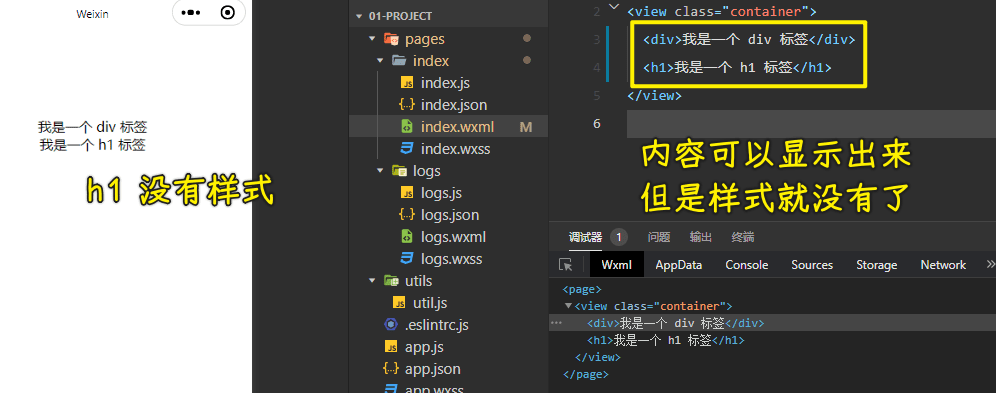 Weixin
我是一个 div 标签
我是一个 h1 标签
h1 没有样式
01-PROJECT
pages
index
JS index.js
{..} index.json
index.wxml M
index.wxss
logs
JS logs.js
{..} logs.json
logs.wxml
logs.wxss
utils
JS util.js
.eslintrc.js
JS app.js
{..} app.json
app.wxss
2 <view class="container">
3 <div>我是一个 div 标签</div>
4 <h1>我是一个 h1 标签</h1>
5 </view>
6
内容可以显示出来
但是样式就没有了
调试器 1 问题 输出 终端
Wxml AppData Console Sources Storage Network »
<page>
<view class="container">
<div>我是一个 div 标签</div>
<h1>我是一个 h1 标签</h1>
</view>
</page>